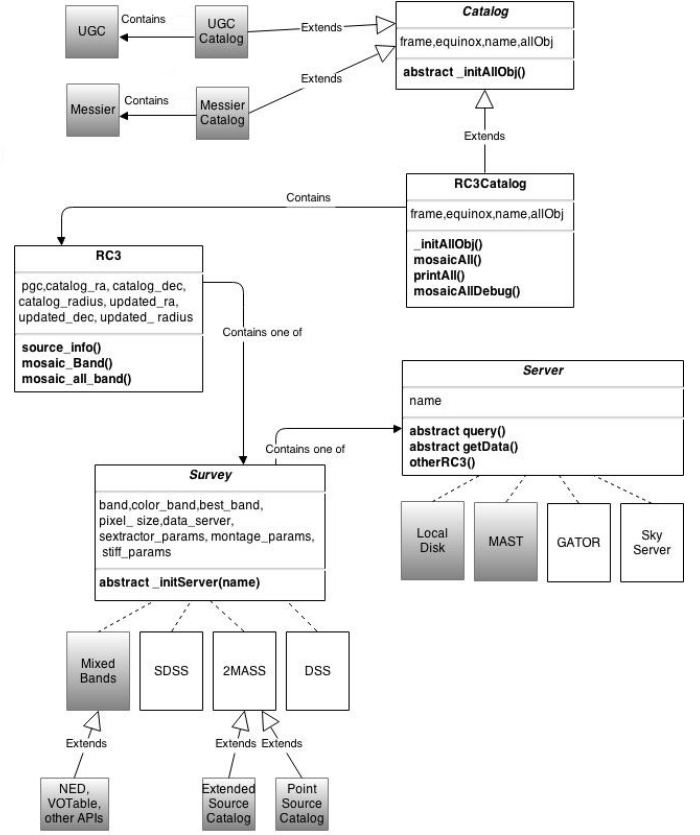 Catalog
frame,equinox,name,allObj
abstract _initAllObj()
UGC
Contains
UGC
Catalog
Extends
Messier
Contains
Messier
Catalog
Extends
Extends
RC3Catalog
frame,equinox,name,allObj
_initAllObj()
mosaicAll()
printAll()
mosaicAllDebug()
Contains
RC3
pgc,catalog_ra, catalog_dec,
catalog_radius, updated_ra,
updated_dec, updated_ radius
source_info()
mosaic_Band()
mosaic_all_band()
Contains one of
Server
name
abstract query()
abstract getData()
otherRC3()
Contains one of
Survey
band,color_band,best_band,
pixel_ size,data_server,
sextractor_params, montage_params,
stiff_params
abstract _initServer(name)
Local
Disk
MAST
GATOR
Sky
Server
Mixed
Bands
SDSS
2MASS
DSS
Extends
Extends
Extends
NED,
VOTable,
other APIs
Extended
Source
Catalog
Point
Source
Catalog